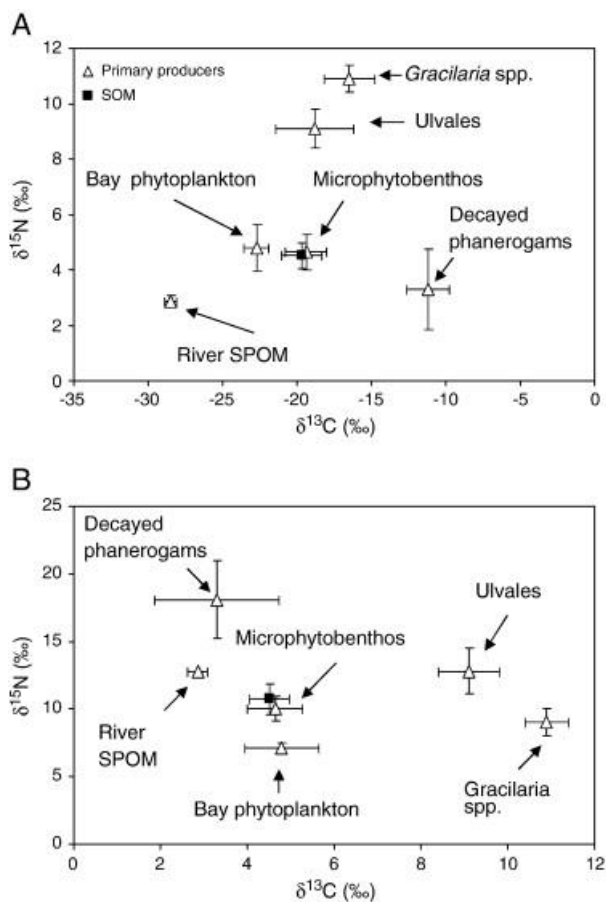 A
12
10
8
6
4
2
0
δ15N (‰)
Primary producers
SOM
Gracilaria spp.
Ulvales
Bay phytoplankton
Microphytobenthos
Decayed
phanerogams
River SPOM
-35
-30
-25
-20
-15
-10
-5
0
δ13C (‰)
B
25
20
15
10
5
0
δ15N (‰)
Decayed
phanerogams
Ulvales
Microphytobenthos
River
SPOM
Bay phytoplankton
Gracilaria
spp.
0
2
4
6
8
10
12
δ13C (‰)